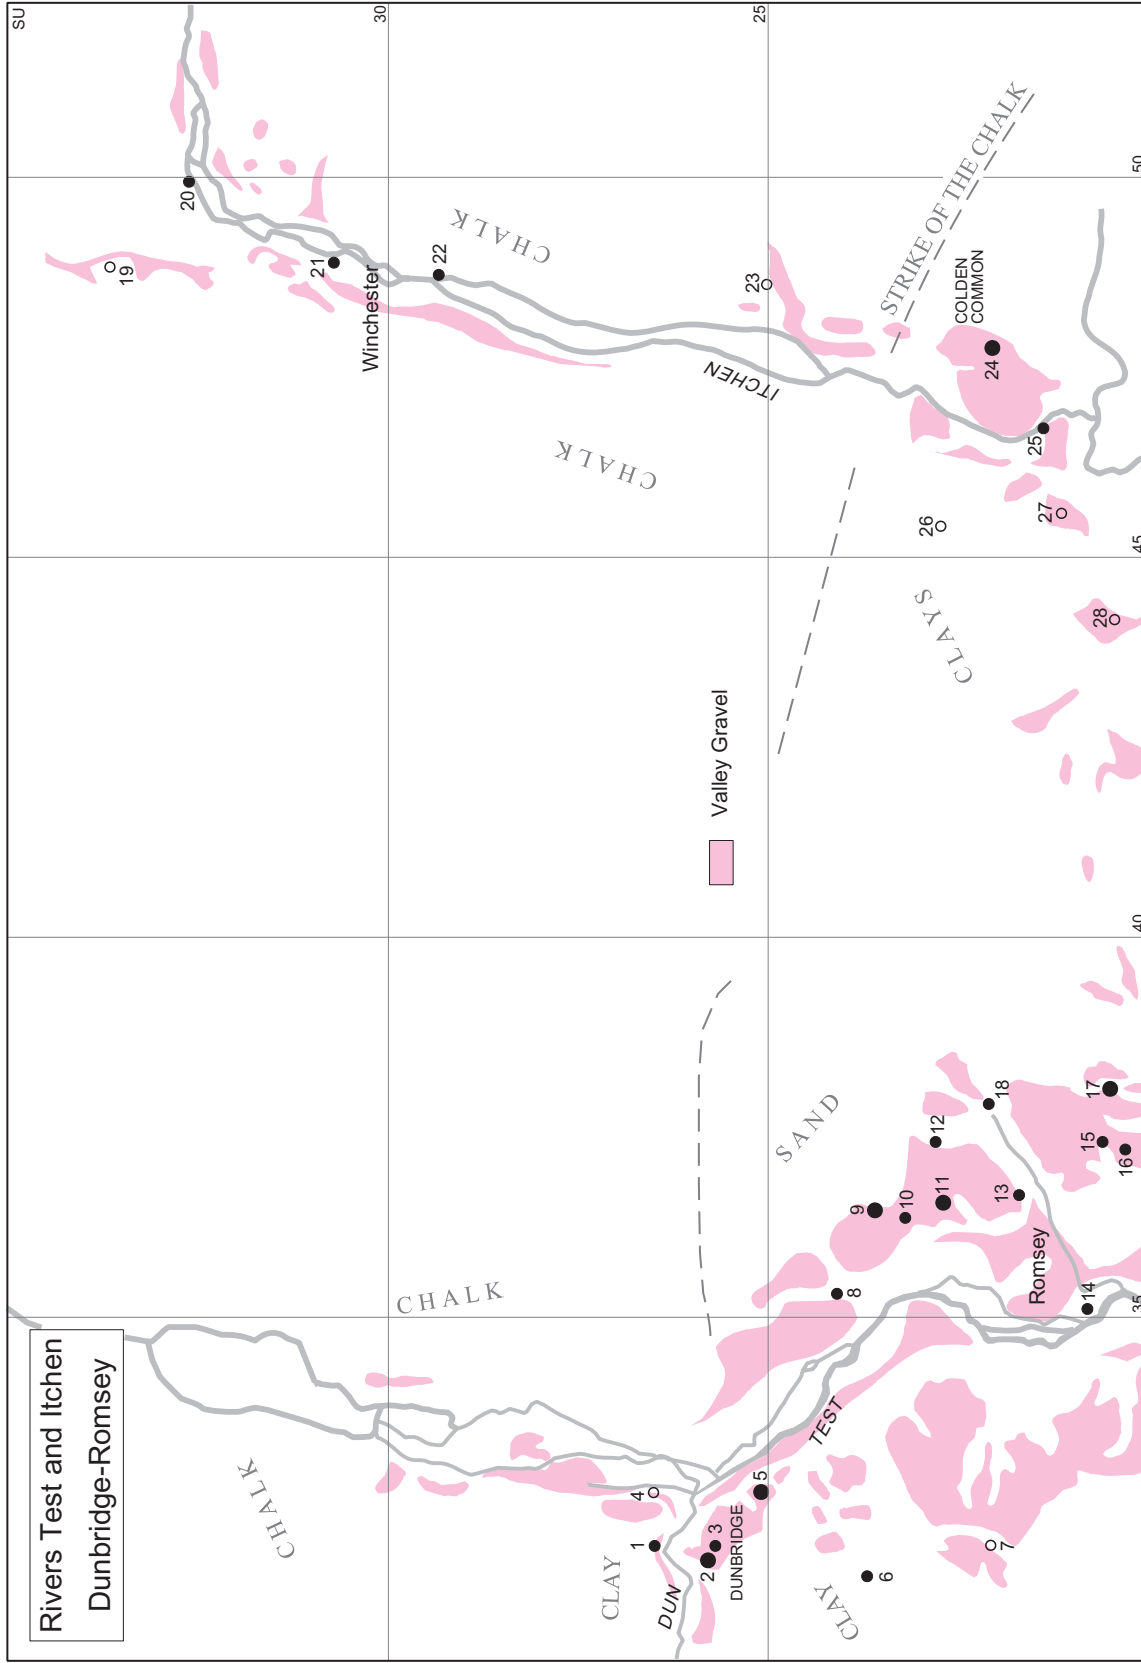 Rivers Test and Itchen
Dunbridge-Romsey
SU
30
25
50
45
40
35
CHALK
CHALK
CHALK
CHALK
STRIKE OF THE CHALK
CLAY
CLAY
CLAYS
SAND
Valley Gravel
Winchester
ITCHEN
COLDEN
COMMON
DUN
DUNBRIDGE
TEST
Romsey
1
2
3
4
5
6
7
8
9
10
11
12
13
14
15
16
17
18
19
20
21
22
23
24
25
26
27
28